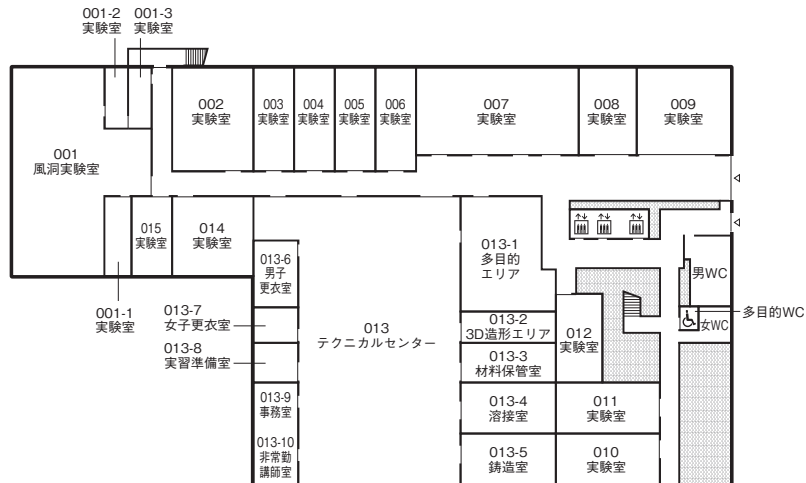 001-2
実験室
001-3
実験室
002
実験室
003
実験室
004
実験室
005
実験室
006
実験室
007
実験室
008
実験室
009
実験室
001
風洞実験室
015
実験室
014
実験室
001-1
実験室
013-6
男子
更衣室
013-7
女子更衣室
013-8
実習準備室
013-9
事務室
013-10
非常勤
講師室
013
テクニカルセンター
013-1
多目的
エリア
013-2
3D造形エリア
013-3
材料保管室
013-4
溶接室
013-5
鋳造室
012
実験室
011
実験室
010
実験室
男WC
多目的WC
女WC